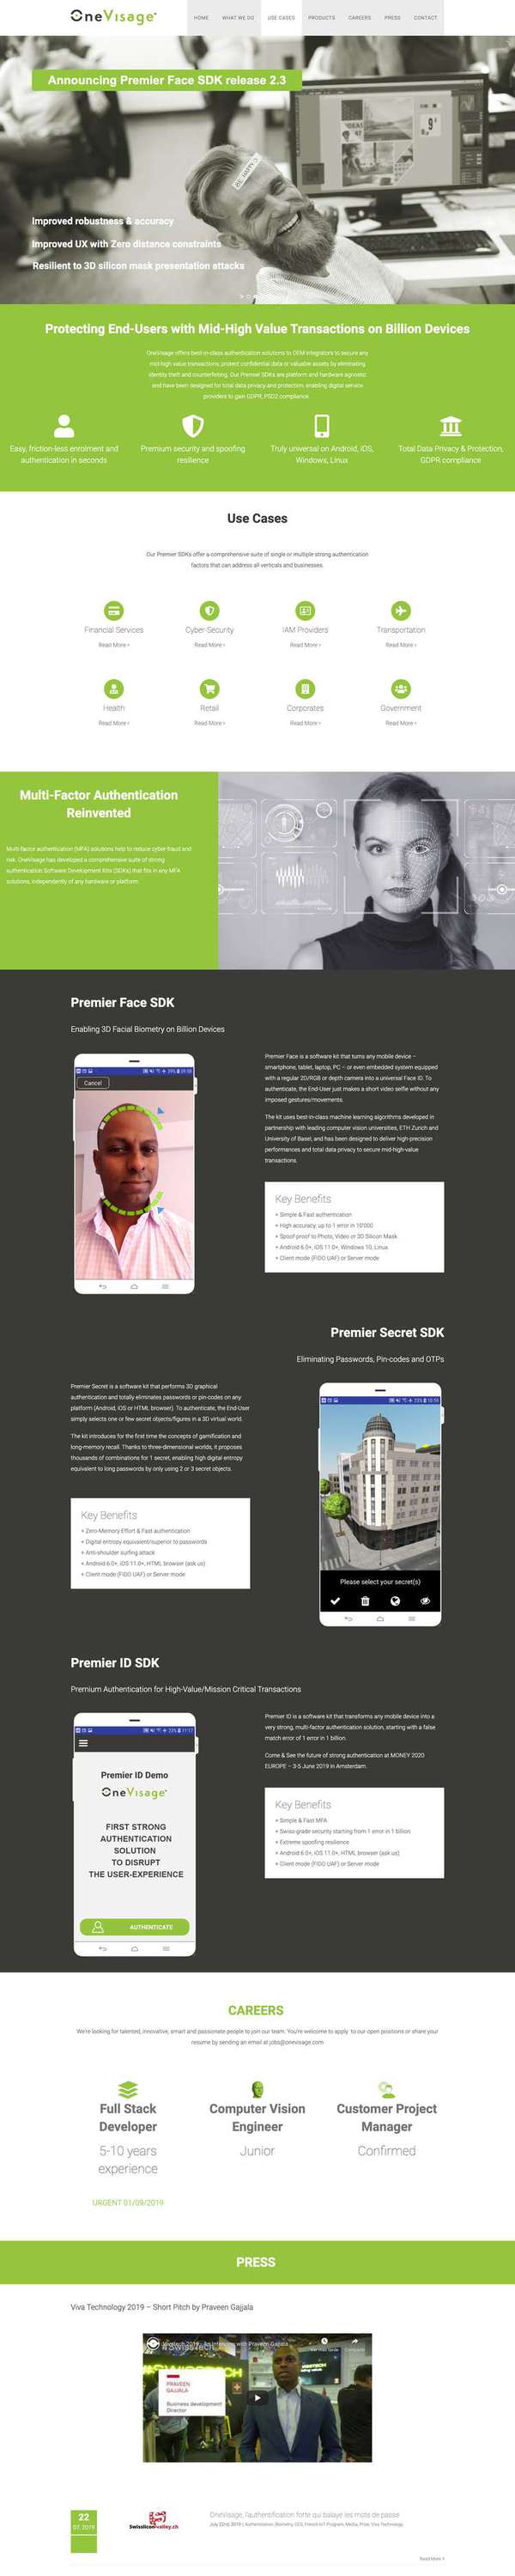 OneVisage
HOME WHAT WE DO USE CASES PRODUCTS CAREERS PRESS CONTACT
Announcing Premier Face SDK release 2.3
Improved robustness & accuracy
Improved UX with Zero distance constraints
Resilient to 3D silicon mask presentation attacks
Protecting End-Users with Mid-High Value Transactions on Billion Devices
OneVisage offers best-in-class authentication solutions to OEM integrators to secure any
mid-high value transactions, protect confidential data or valuable assets by eliminating
identity theft and counterfeiting. Our Premier SDKs are platform and hardware agnostic
and have been designed for total data privacy and protection, enabling digital service
providers to gain GDPR, PSD2 compliance.
Easy, friction-less enrolment and
authentication in seconds
Premium security and spoofing
resilience
Truly universal on Android, iOS,
Windows, Linux
Total Data Privacy & Protection,
GDPR compliance
Use Cases
Our Premier SDKs offer a comprehensive suite of single or multiple strong authentication
factors that can address all verticals and businesses.
Financial Services
Cyber-Security
IAM Providers
Transportation
Read More
Read More
Read More
Read More
Health
Retail
Corporates
Government
Read More
Read More
Read More
Read More
Multi-Factor Authentication
Reinvented
Multi-factor authentication (MFA) solutions help to reduce cyber-fraud and
risk. OneVisage has developed a comprehensive suite of strong
authentication Software Development Kits (SDKs) that fits in any MFA
solutions, independently of any hardware or platform.
Premier Face SDK
Enabling 3D Facial Biometry on Billion Devices
Cancel
Premier Face is a software kit that turns any mobile device –
smartphone, tablet, laptop, PC – or even embedded system equipped
with a regular 2D/RGB or depth camera into a universal Face ID. To
authenticate, the End-User just makes a short video selfie without any
imposed gestures/movements.
The kit uses best-in-class machine learning algorithms developed in
partnership with leading computer vision universities, ETH Zurich and
University of Basel, and has been designed to deliver high-precision
performances and total data privacy to secure mid-high-value
transactions.
Key Benefits
+ Simple & Fast authentication
+ High accuracy, up to 1 error in 10'000
+ Spoof-proof to Photo, Video or 3D Silicon Mask
+ Android 6.0+, iOS 11.0+, Windows 10, Linux
+ Client mode (FIDO UAF) or Server mode
Premier Secret SDK
Eliminating Passwords, Pin-codes and OTPs
Premier Secret is a software kit that performs 3D graphical
authentication and totally eliminates passwords or pin-codes on any
platform (Android, iOS or HTML browser). To authenticate, the End-User
simply selects one or few secret objects/figures in a 3D virtual world.
The kit introduces for the first time the concepts of gamification and
long-memory recall. Thanks to three-dimensional worlds, it proposes
thousands of combinations for 1 secret, enabling high digital entropy
equivalent to long passwords by only using 2 or 3 secret objects.
Key Benefits
+ Zero-Memory Effort & Fast authentication
+ Digital entropy equivalent/superior to passwords
+ Anti-shoulder surfing attack
+ Android 6.0+, iOS 11.0+, HTML browser (ask us)
+ Client mode (FIDO UAF) or Server mode
Please select your secret(s)
Premier ID SDK
Premium Authentication for High-Value/Mission Critical Transactions
Premier ID Demo
OneVisage
FIRST STRONG
AUTHENTICATION
SOLUTION
TO DISRUPT
THE USER-EXPERIENCE
AUTHENTICATE
Premier ID is a software kit that transforms any mobile device into a
very strong, multi-factor authentication solution, starting with a false
match error of 1 error in 1 billion.
Come & See the future of strong authentication at MONEY 2020
EUROPE – 3-5 June 2019 in Amsterdam.
Key Benefits
+ Simple & Fast MFA
+ Swiss-grade security starting from 1 error in 1 billion
+ Extreme spoofing resilience
+ Android 6.0+, iOS 11.0+, HTML browser (ask us)
+ Client mode (FIDO UAF) or Server mode
CAREERS
We're looking for talented, innovative, smart and passionate people to join our team. You're welcome to apply to our open positions or share your
resume by sending an email at jobs@onevisage.com
Full Stack
Developer
5-10 years
experience
URGENT 01/09/2019
Computer Vision
Engineer
Junior
Customer Project
Manager
Confirmed
PRESS
Viva Technology 2019 – Short Pitch by Praveen Gajjala
PRAVEEN
GAJJALA
Business development
Director
22
07, 2019
Swissliconvalley.ch
OneVisage, l'authentification forte qui balaye les mots de passe
Read More